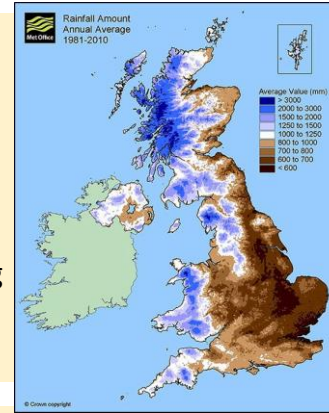 Met Office
Rainfall Amount
Annual Average
1981-2010
Average Value (mm)
> 3000
2000 to 3000
1500 to 2000
1250 to 1500
1000 to 1250
800 to 1000
700 to 800
600 to 700
< 600
g
© Crown copyright